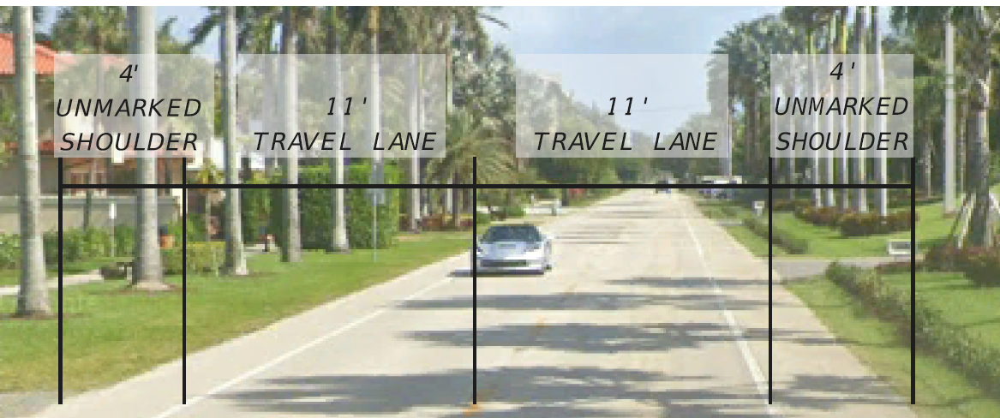 4'
UNMARKED
SHOULDER
11'
TRAVEL LANE
11'
TRAVEL LANE
4'
UNMARKED
SHOULDER